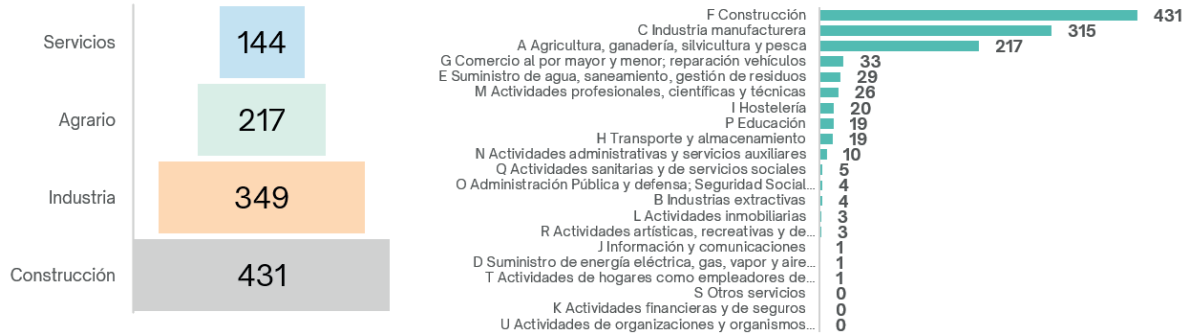 Servicios 144
Agrario 217
Industria 349
Construcción 431
F Construcción 431
C Industria manufacturera 315
A Agricultura, ganadería, silvicultura y pesca 217
G Comercio al por mayor y menor; reparación vehículos 33
E Suministro de agua, saneamiento, gestión de residuos 29
M Actividades profesionales, científicas y técnicas 26
I Hostelería 20
P Educación 19
H Transporte y almacenamiento 19
N Actividades administrativas y servicios auxiliares 10
Q Actividades sanitarias y de servicios sociales 5
O Administración Pública y defensa; Seguridad Social... 4
B Industrias extractivas 4
L Actividades inmobiliarias 3
R Actividades artísticas, recreativas y de... 3
J Información y comunicaciones 1
D Suministro de energía eléctrica, gas, vapor y aire... 1
T Actividades de hogares como empleadores de... 1
S Otros servicios 0
K Actividades financieras y de seguros 0
U Actividades de organizaciones y organismos... 0